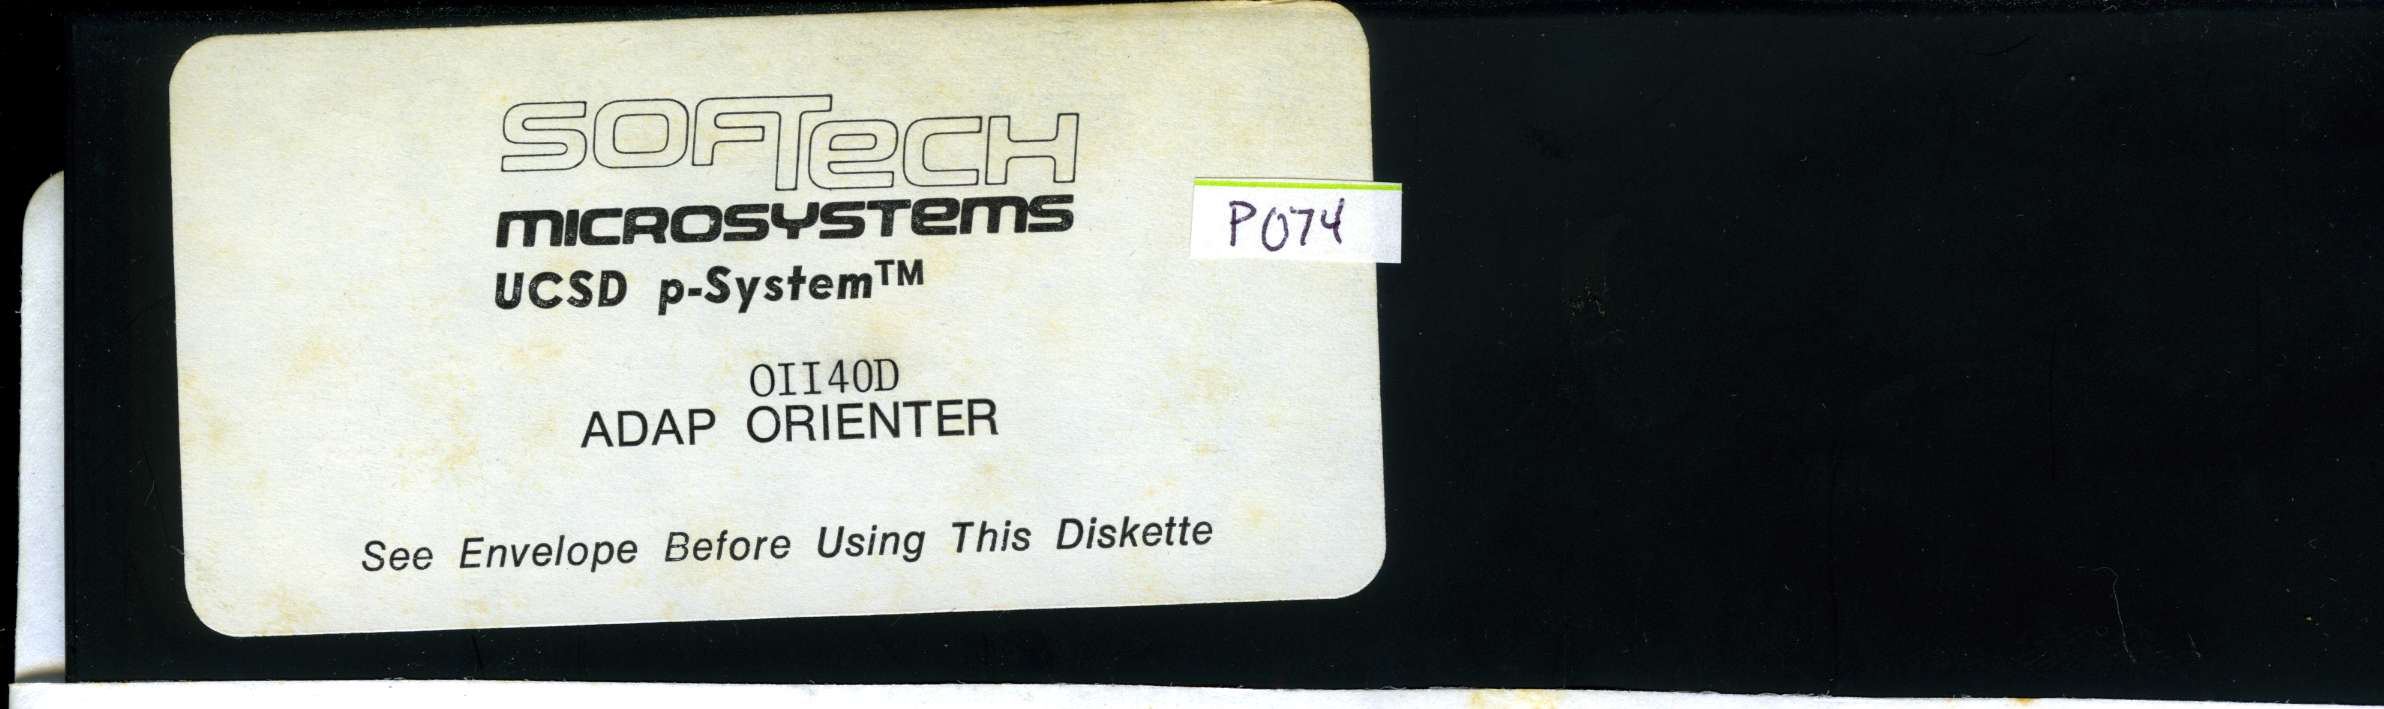 SOFTECH
MICROSYSTEMS
P074
UCSD p-System™
OII40D
ADAP ORIENTER
See Envelope Before Using This Diskette